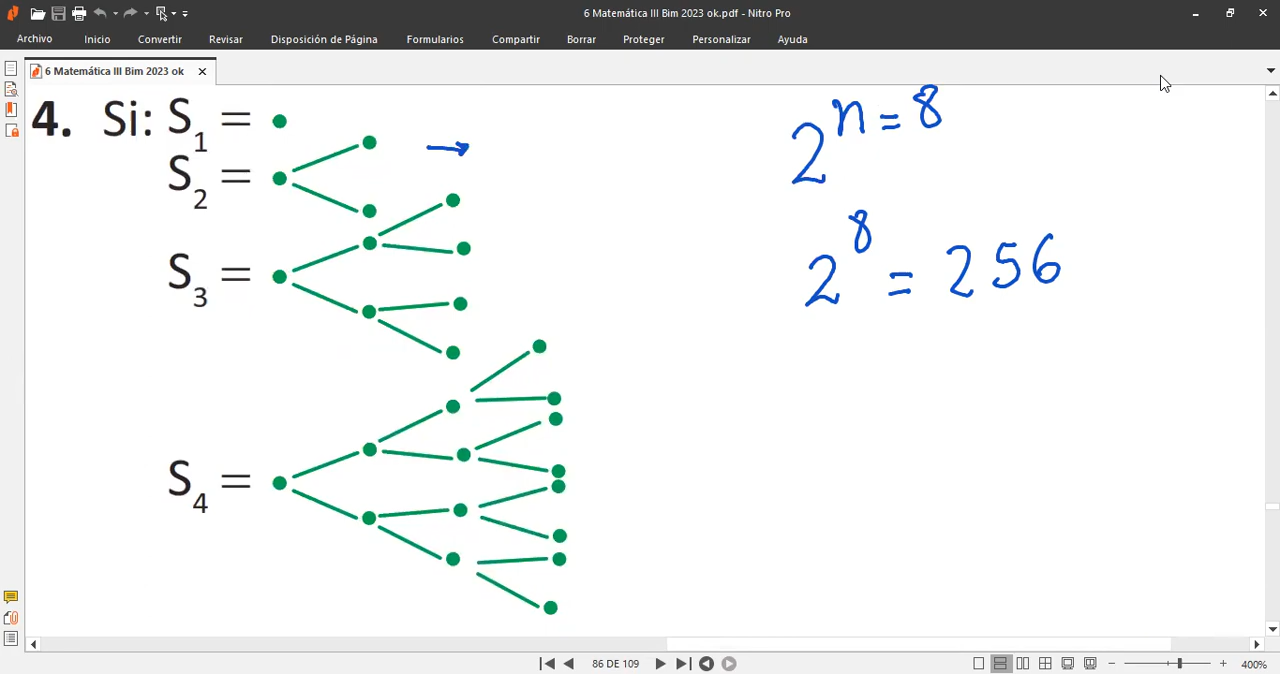 6 Matemática III Bim 2023 ok.pdf - Nitro Pro
Archivo Inicio Convertir Revisar Disposición de Página Formularios Compartir Borrar Proteger Personalizar Ayuda
6 Matemática III Bim 2023 ok
4. Si: S₁ =
S₂ =
S₃ =
S₄ =
2ⁿ⁼⁸
2⁸ = 256
86 DE 109
400%